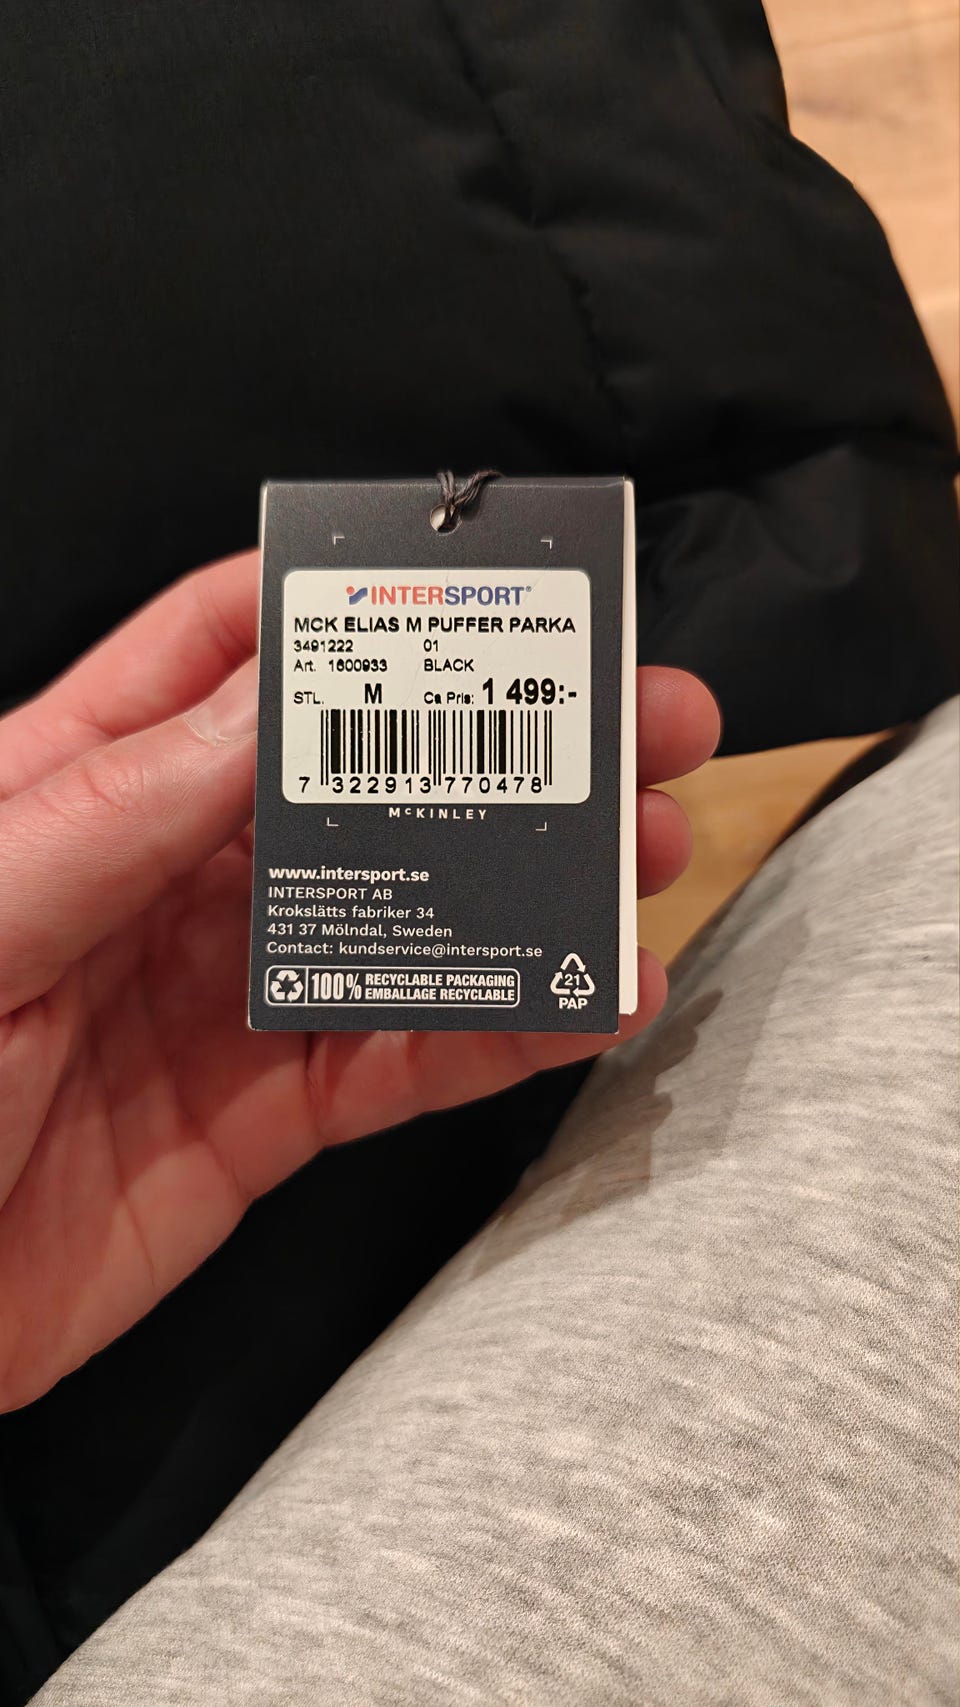 INTERSPORT®
MCK ELIAS M PUFFER PARKA
3491222 01
Art. 1600933 BLACK
STL. M Ca Pris: 1 499:-
7 322913 770478
McKINLEY
www.intersport.se
INTERSPORT AB
Krokslätts fabriker 34
431 37 Mölndal, Sweden
Contact: kundservice@intersport.se
100% RECYCLABLE PACKAGING
EMBALLAGE RECYCLABLE
21
PAP